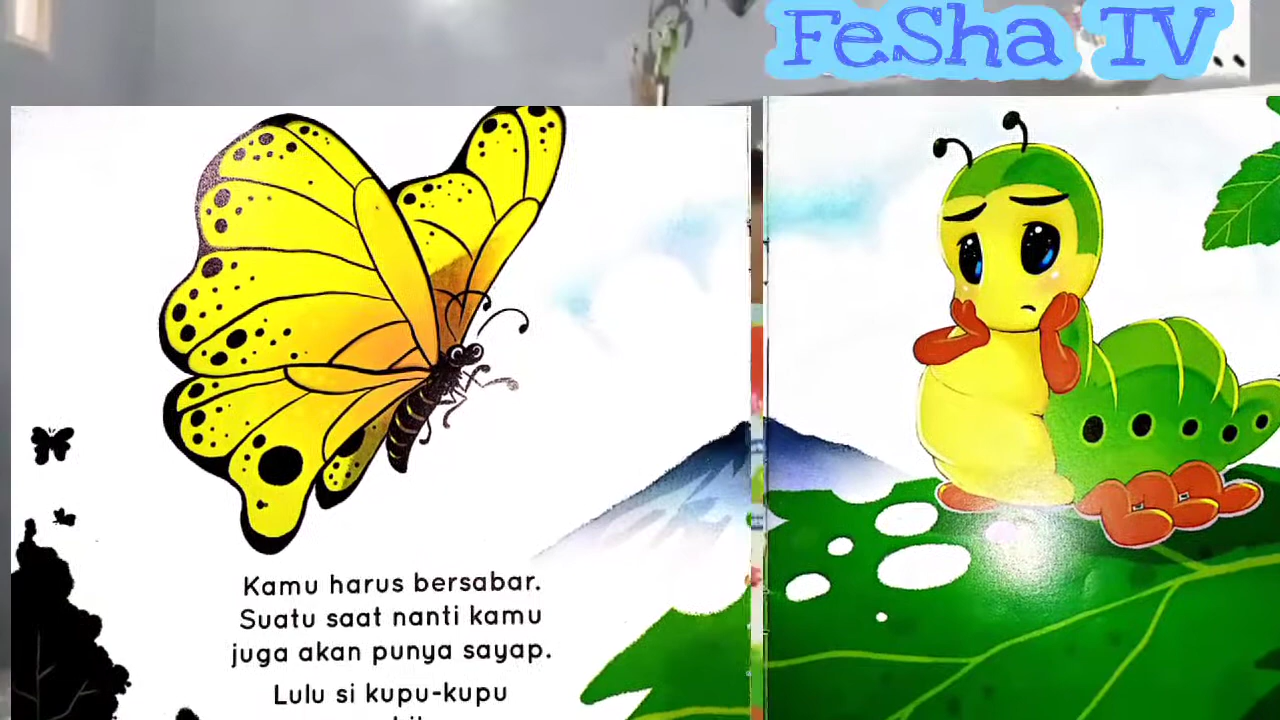 FeSha TV
Kamu harus bersabar.
Suatu saat nanti kamu
juga akan punya sayap.
Lulu si kupu-kupu